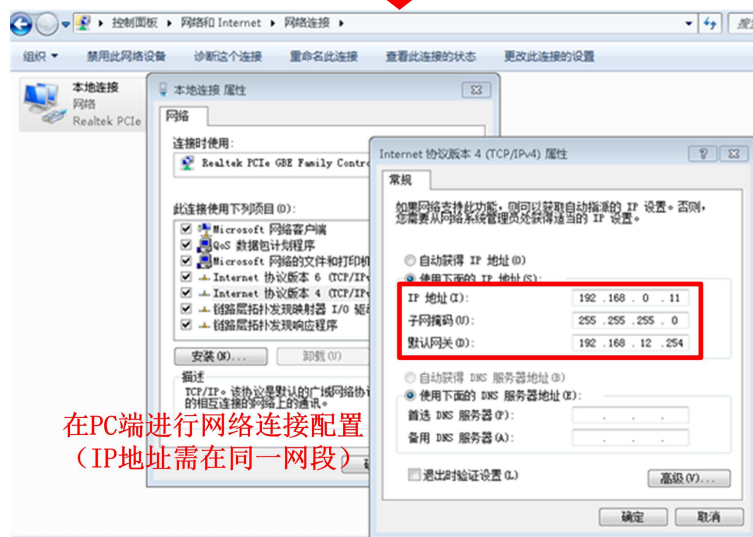 控制面板 网络和 Internet 网络连接
组织 禁用此网络设备 诊断这个连接 重命名此连接 查看此连接的状态 更改此连接的设置
本地连接
网络
Realtek PCIe
本地连接 属性
网络
连接时使用:
Realtek PCIe GBE Family Contro
此连接使用下列项目(O):
Microsoft 网络客户端
QoS 数据包计划程序
Microsoft 网络的文件和打印机
Internet 协议版本 6 (TCP/IPv
Internet 协议版本 4 (TCP/IPv
链路层拓扑发现映射器 I/O 驱
链路层拓扑发现响应程序
安装(N)... 卸载(U)
描述
TCP/IP。该协议是默认的广域网络协
的相互连接的网络上的通讯。
在PC端进行网络连接配置
（IP地址需在同一网段）
Internet 协议版本 4 (TCP/IPv4) 属性
常规
如果网络支持此功能，则可以获取自动指派的 IP 设置。否则，
您需要从网络系统管理员处获得适当的 IP 设置。
自动获得 IP 地址(O)
使用下面的 IP 地址(S):
IP 地址(I): 192 .168 . 0 . 11
子网掩码(U): 255 .255 .255 . 0
默认网关(D): 192 .168 . 12 .254
自动获得 DNS 服务器地址(B)
使用下面的 DNS 服务器地址(E):
首选 DNS 服务器(P): . . .
备用 DNS 服务器(A): . . .
退出时验证设置(L)
高级(V)...
确定 取消